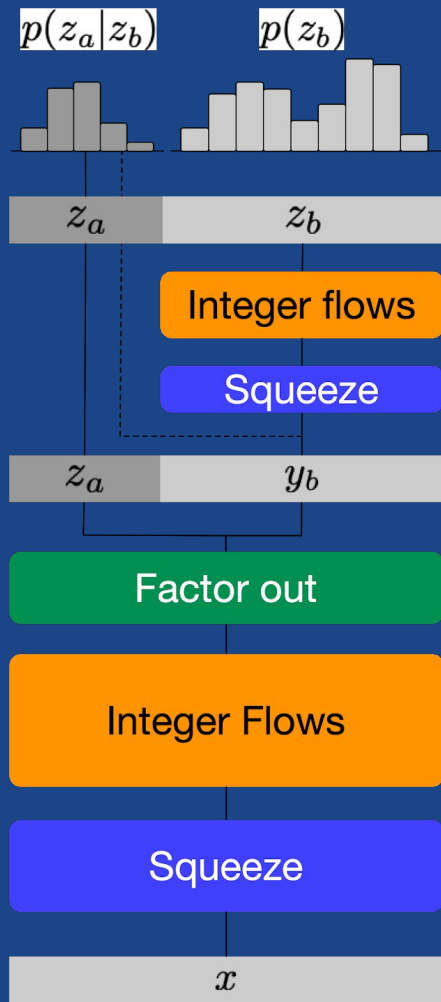 p(z_a|z_b) p(z_b)
z_a z_b
Integer flows
Squeeze
z_a y_b
Factor out
Integer Flows
Squeeze
x